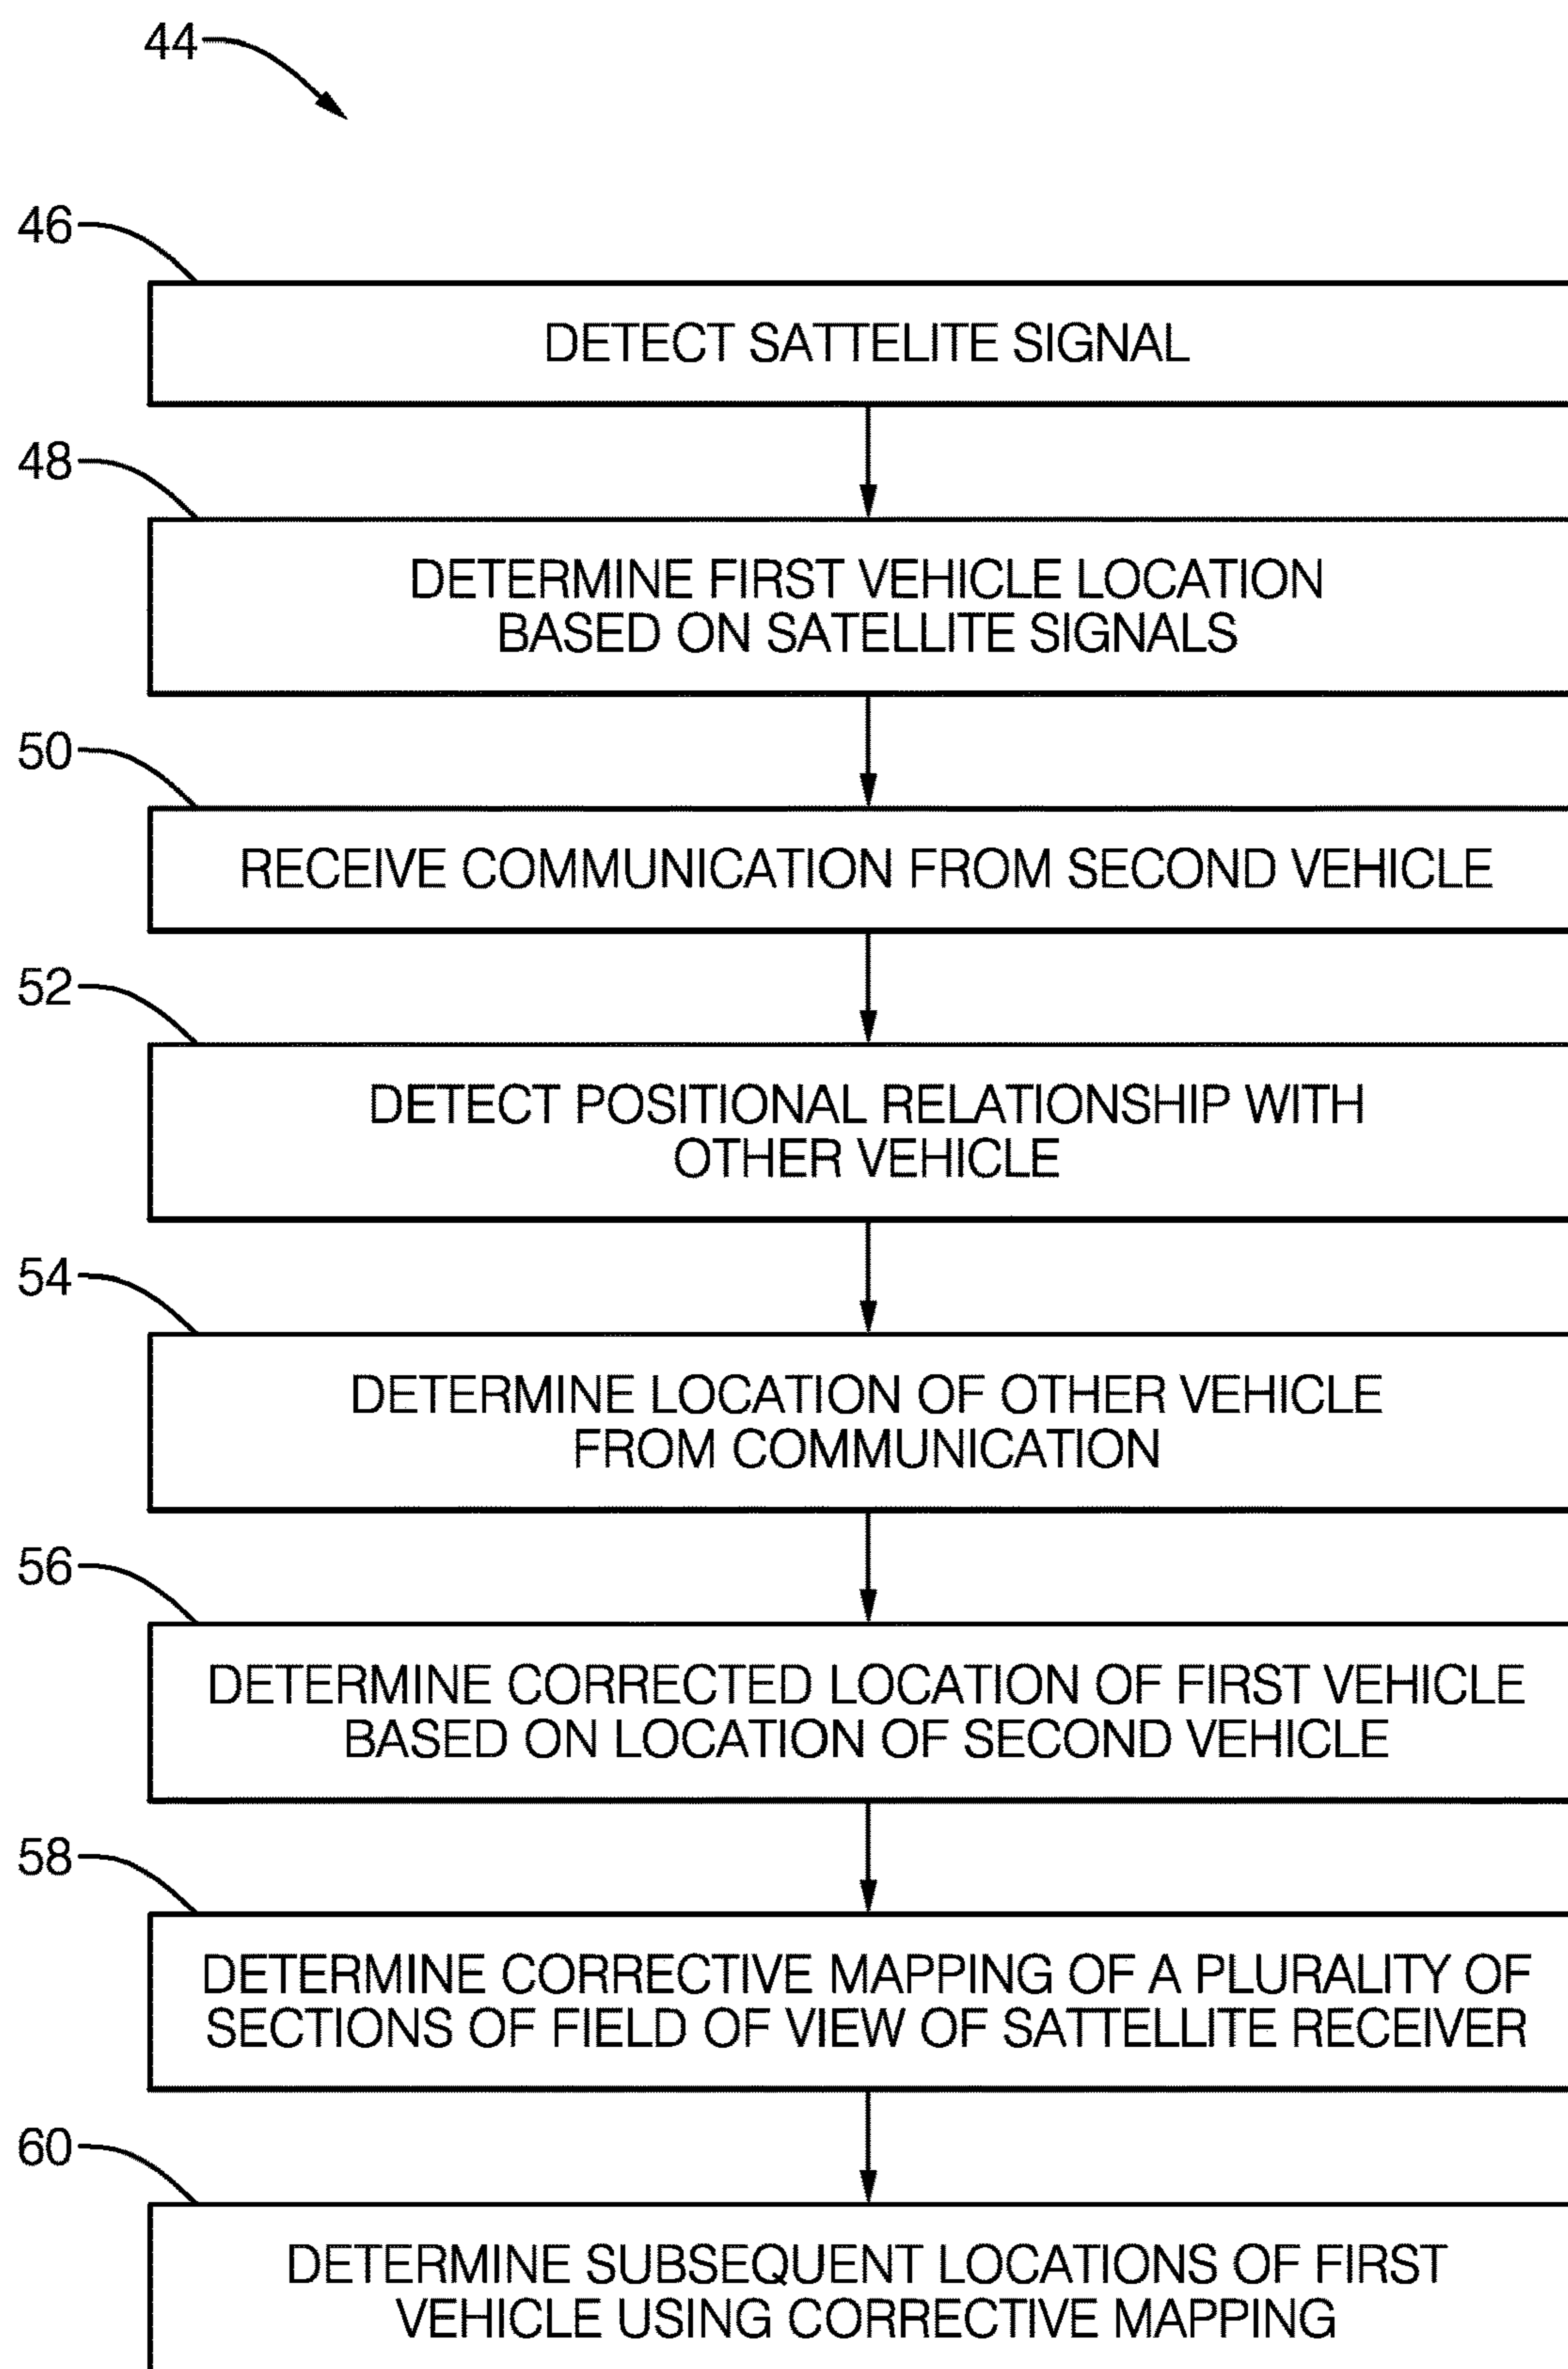 44
46
DETECT SATTELITE SIGNAL
48
DETERMINE FIRST VEHICLE LOCATION
BASED ON SATELLITE SIGNALS
50
RECEIVE COMMUNICATION FROM SECOND VEHICLE
52
DETECT POSITIONAL RELATIONSHIP WITH
OTHER VEHICLE
54
DETERMINE LOCATION OF OTHER VEHICLE
FROM COMMUNICATION
56
DETERMINE CORRECTED LOCATION OF FIRST VEHICLE
BASED ON LOCATION OF SECOND VEHICLE
58
DETERMINE CORRECTIVE MAPPING OF A PLURALITY OF
SECTIONS OF FIELD OF VIEW OF SATTELLITE RECEIVER
60
DETERMINE SUBSEQUENT LOCATIONS OF FIRST
VEHICLE USING CORRECTIVE MAPPING